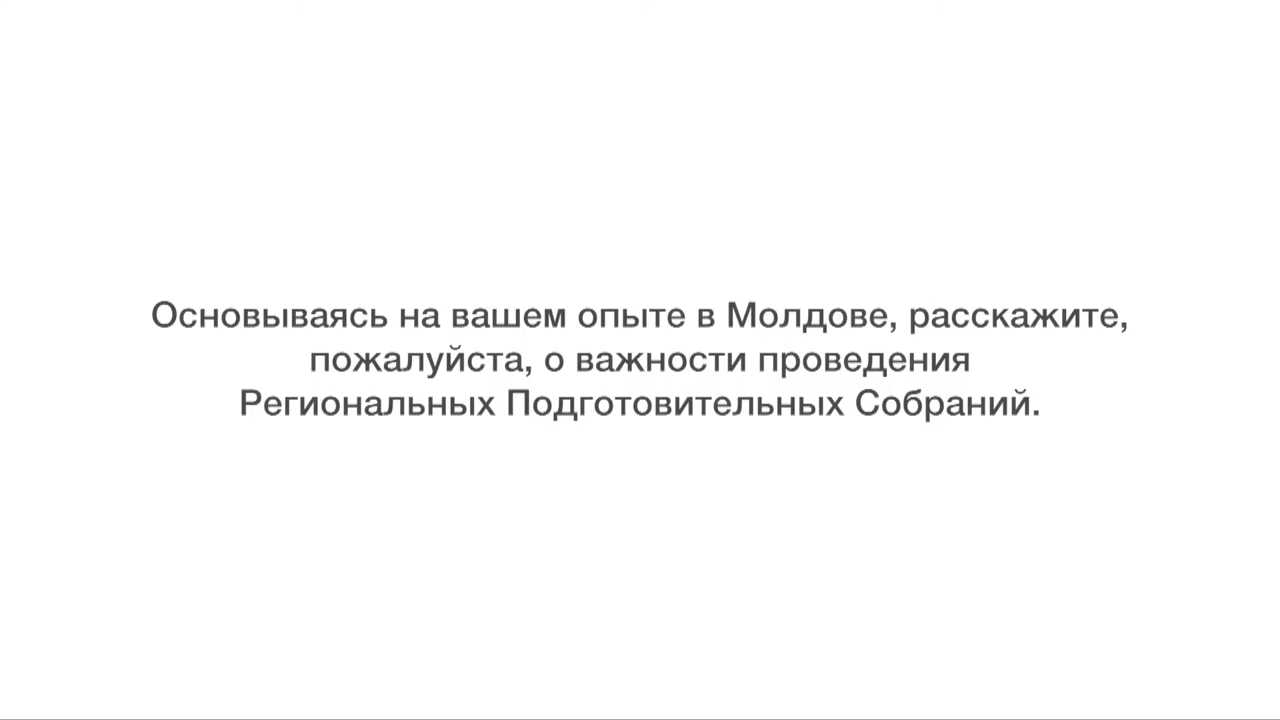 Основываясь на вашем опыте в Молдове, расскажите,
пожалуйста, о важности проведения
Региональных Подготовительных Собраний.